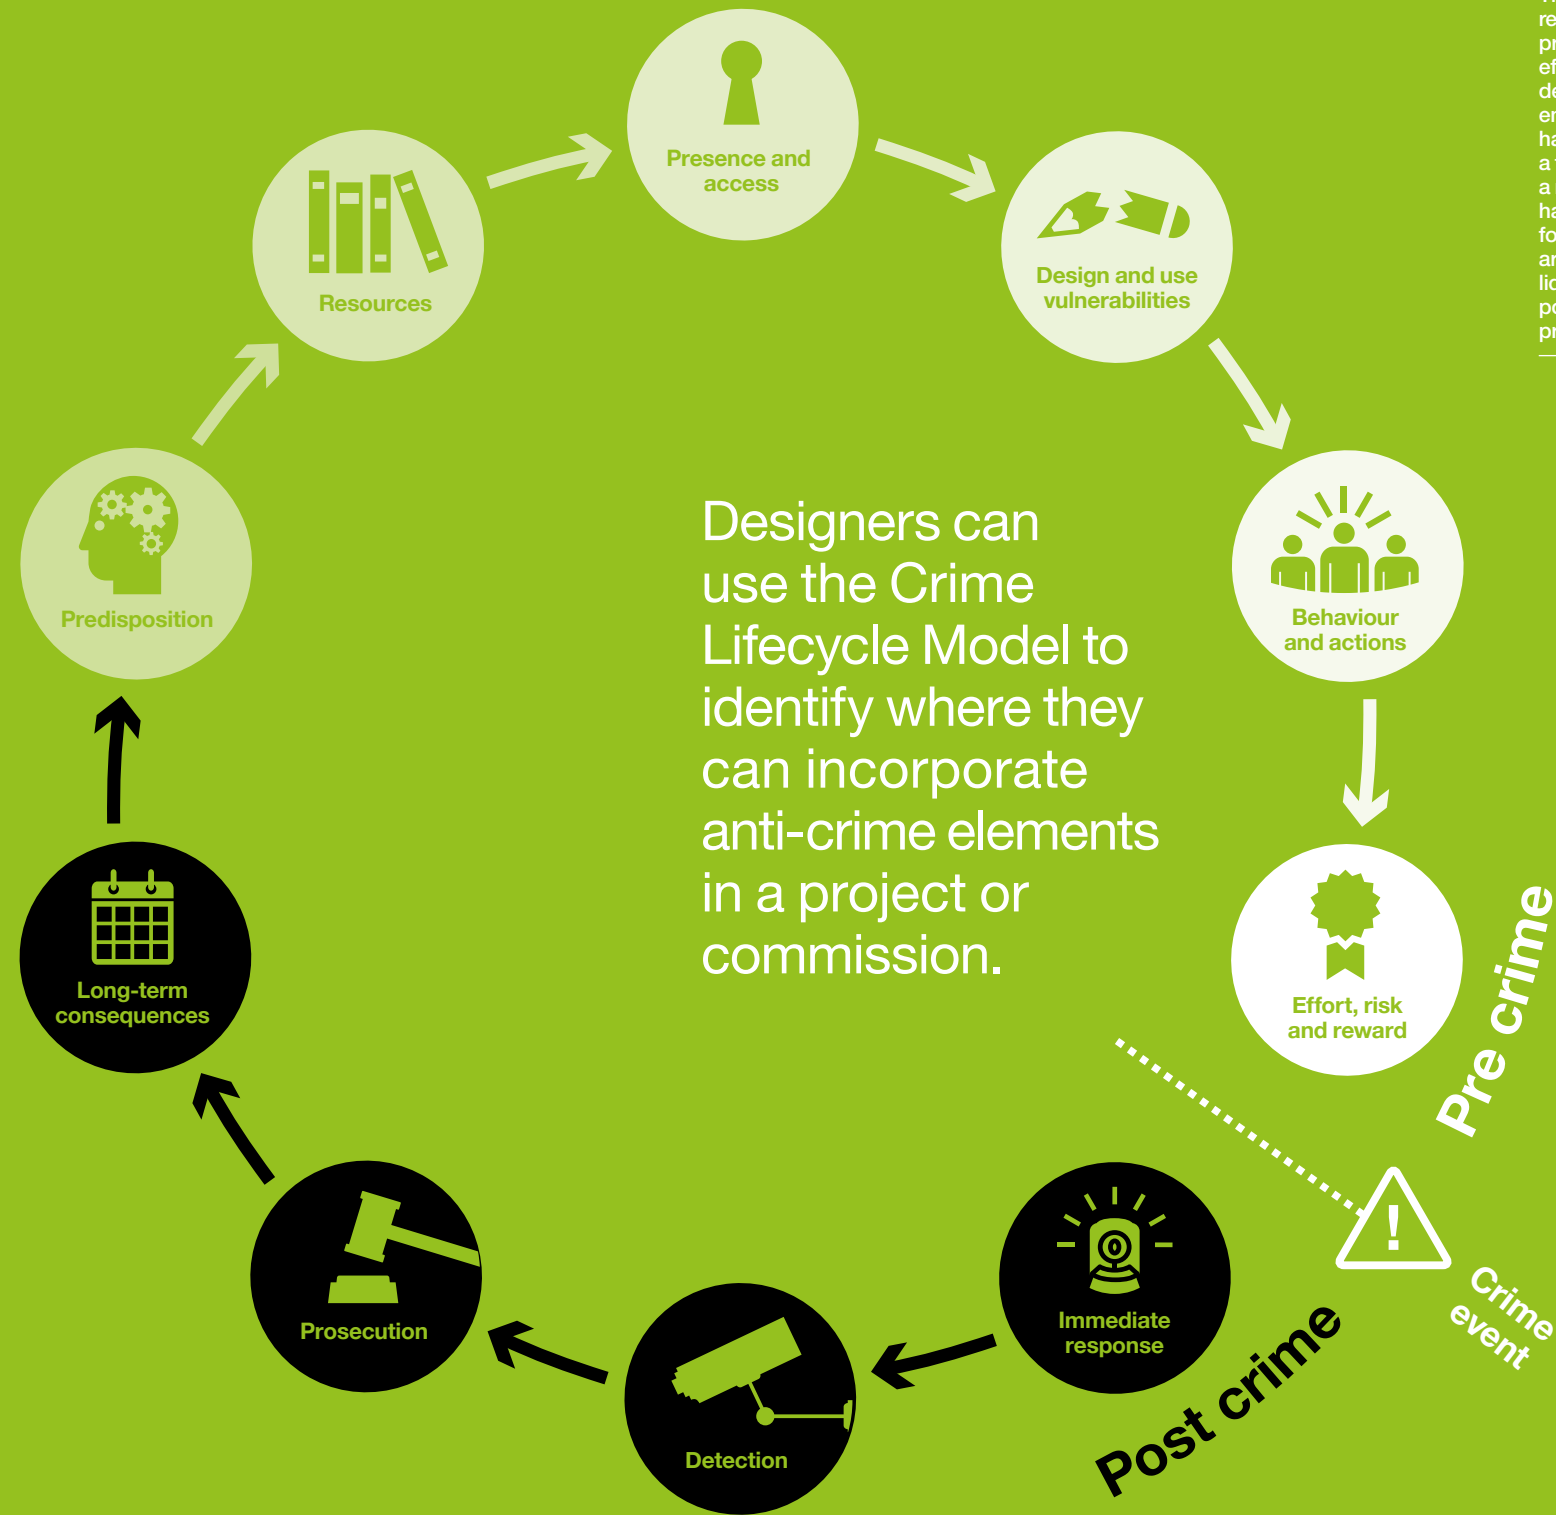 Presence and
access
Design and use
vulnerabilities
Behaviour
and actions
Effort, risk
and reward
Pre crime
Crime
event
Post crime
Immediate
response
Detection
Prosecution
Long-term
consequences
Predisposition
Resources
Designers can
use the Crime
Lifecycle Model to
identify where they
can incorporate
anti-crime elements
in a project or
commission.